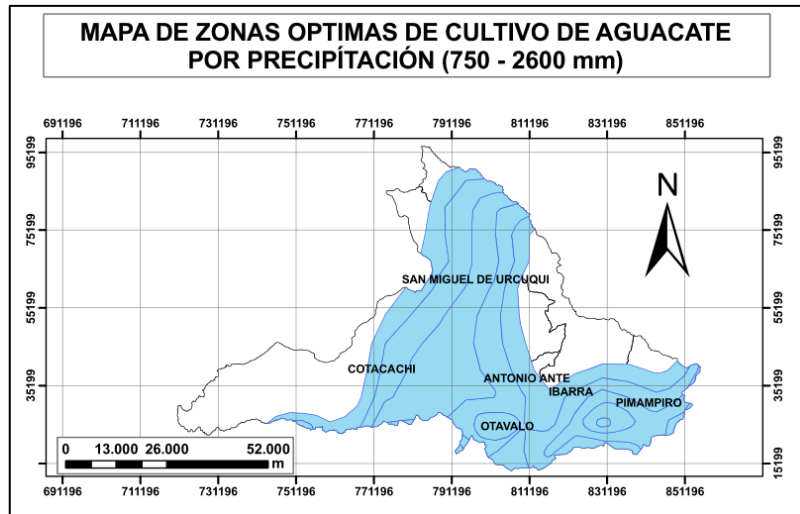 MAPA DE ZONAS OPTIMAS DE CULTIVO DE AGUACATE
POR PRECIPÍTACIÓN (750 - 2600 mm)
691196 711196 731196 751196 771196 791196 811196 831196 851196
95199 95199
N
75199 75199
SAN MIGUEL DE URCUQUI
55199 55199
COTACACHI
ANTONIO ANTE
35199 35199
IBARRA
PIMAMPIRO
OTAVALO
0 13.000 26.000 52.000
m
15199 15199
691196 711196 731196 751196 771196 791196 811196 831196 851196